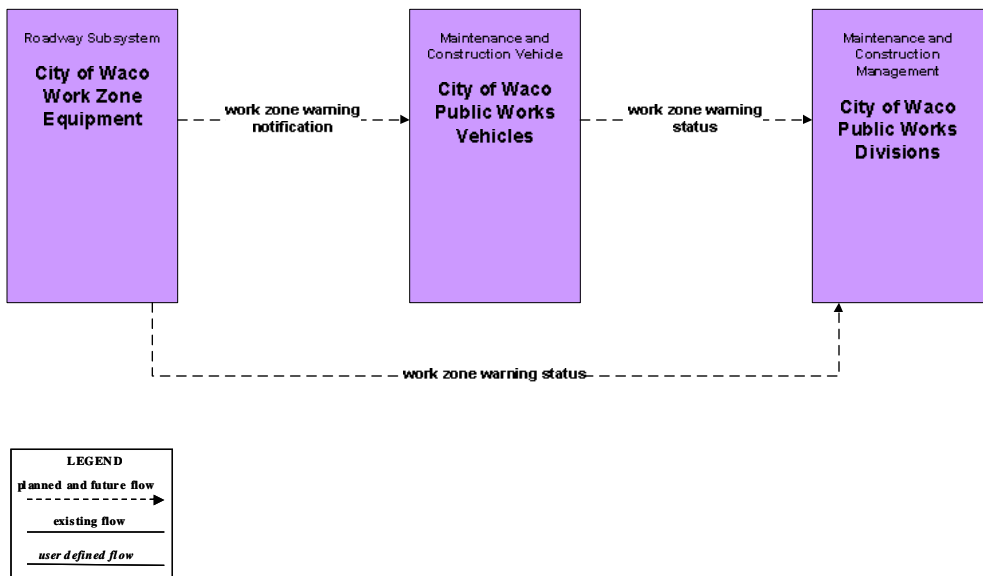 Roadway Subsystem
City of Waco
Work Zone
Equipment
work zone warning
notification
Maintenance and
Construction Vehicle
City of Waco
Public Works
Vehicles
work zone warning
status
Maintenance and
Construction
Management
City of Waco
Public Works
Divisions
work zone warning status
LEGEND
planned and future flow
existing flow
user defined flow